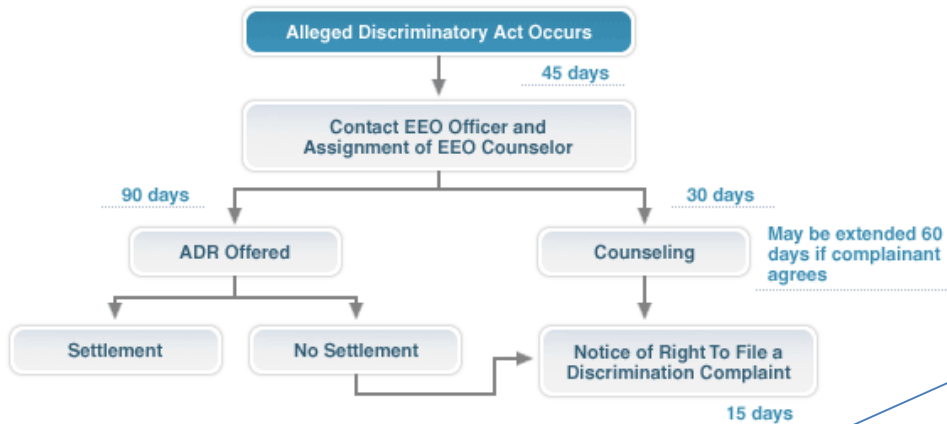 Alleged Discriminatory Act Occurs
45 days
Contact EEO Officer and
Assignment of EEO Counselor
90 days
30 days
ADR Offered
Counseling
May be extended 60
days if complainant
agrees
Settlement
No Settlement
Notice of Right To File a
Discrimination Complaint
15 days